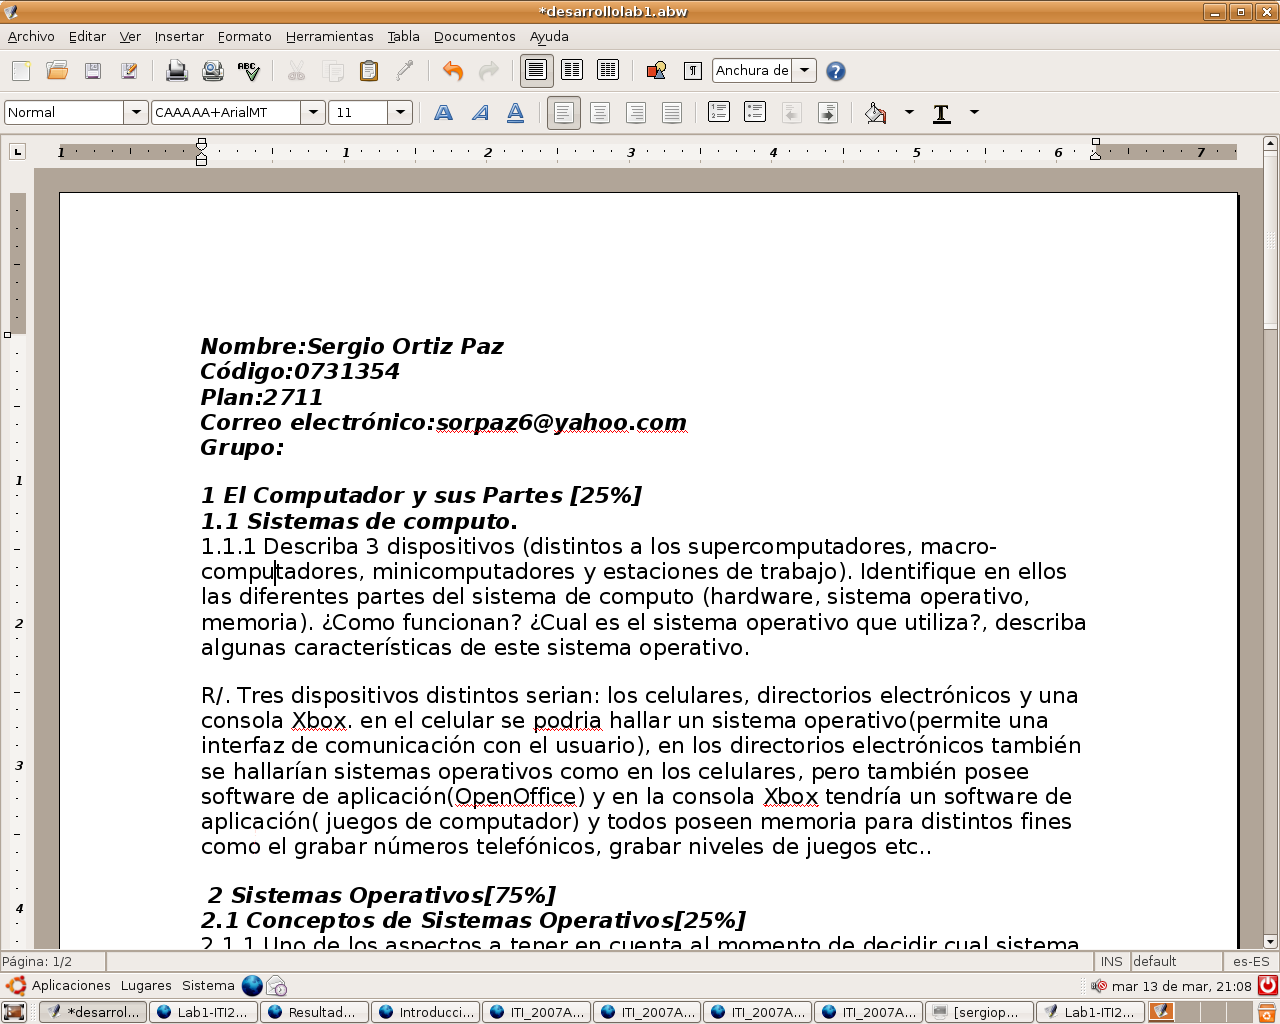 *desarrollolab1.abw
Archivo Editar Ver Insertar Formato Herramientas Tabla Documentos Ayuda
ABC Anchura de
Normal CAAAAA+ArialMT 11
1 1 2 3 4 5 6 7
Nombre:Sergio Ortiz Paz
Código:0731354
Plan:2711
Correo electrónico:sorpaz6@yahoo.com
Grupo:
1 El Computador y sus Partes [25%]
1.1 Sistemas de computo.
1.1.1 Describa 3 dispositivos (distintos a los supercomputadores, macro-
computadores, minicomputadores y estaciones de trabajo). Identifique en ellos
las diferentes partes del sistema de computo (hardware, sistema operativo,
memoria). ¿Como funcionan? ¿Cual es el sistema operativo que utiliza?, describa
algunas características de este sistema operativo.
R/. Tres dispositivos distintos serian: los celulares, directorios electrónicos y una
consola Xbox. en el celular se podria hallar un sistema operativo(permite una
interfaz de comunicación con el usuario), en los directorios electrónicos también
se hallarían sistemas operativos como en los celulares, pero también posee
software de aplicación(OpenOffice) y en la consola Xbox tendría un software de
aplicación( juegos de computador) y todos poseen memoria para distintos fines
como el grabar números telefónicos, grabar niveles de juegos etc..
2 Sistemas Operativos[75%]
2.1 Conceptos de Sistemas Operativos[25%]
2.1.1 Uno de los aspectos a tener en cuenta al momento de decidir cual sistema
1
2
3
4
Página: 1/2 INS default es-ES
Aplicaciones Lugares Sistema mar 13 de mar, 21:08
*desarrol... Lab1-ITI2... Resultad... Introducci... ITI_2007A... ITI_2007A... ITI_2007A... ITI_2007A... [sergiop... Lab1-ITI2...